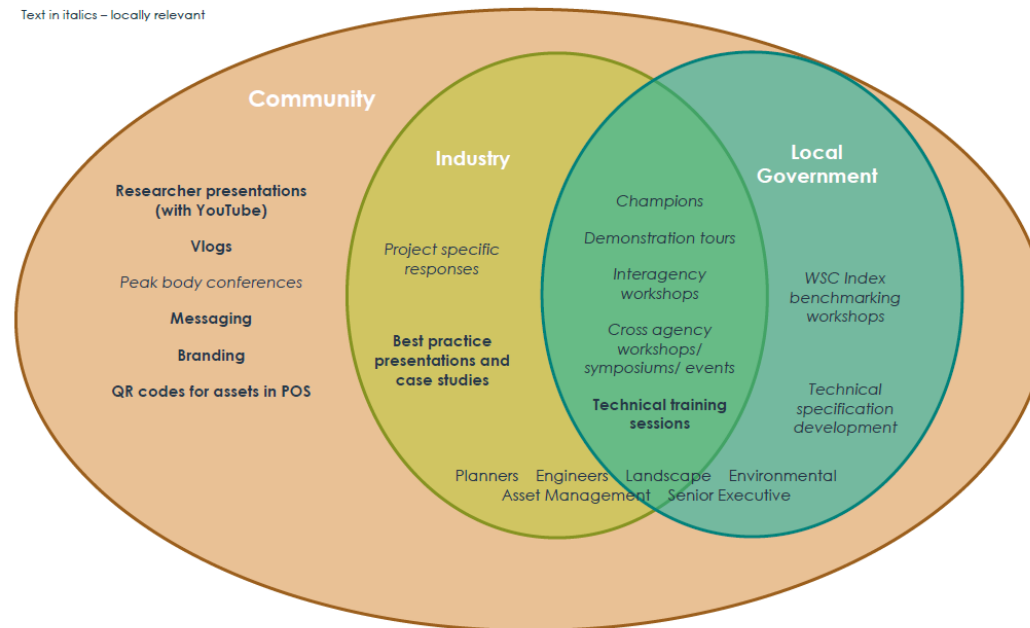 Text in italics – locally relevant
Community
Researcher presentations
(with YouTube)
Vlogs
Peak body conferences
Messaging
Branding
QR codes for assets in POS
Industry
Project specific
responses
Best practice
presentations and
case studies
Champions
Demonstration tours
Interagency
workshops
Cross agency
workshops/
symposiums/ events
Technical training
sessions
Local
Government
WSC Index
benchmarking
workshops
Technical
specification
development
Planners Engineers Landscape Environmental
Asset Management Senior Executive